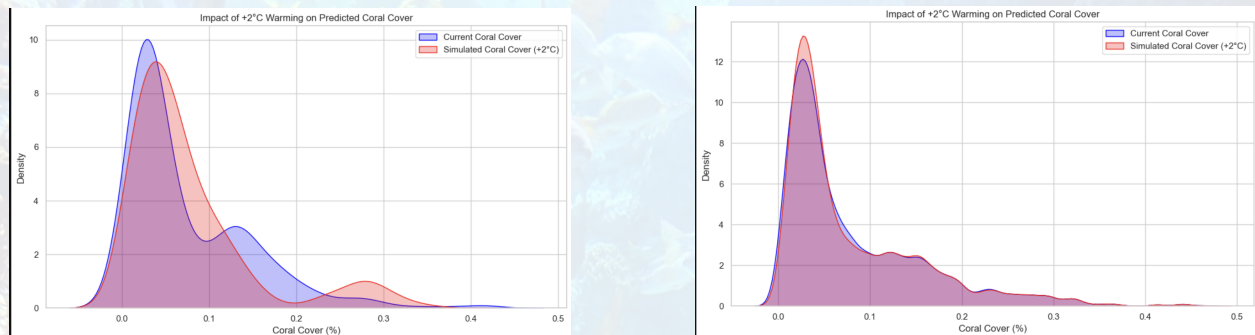 Impact of +2°C Warming on Predicted Coral Cover
Current Coral Cover
Simulated Coral Cover (+2°C)
Density
10
8
6
4
2
0
0.0 0.1 0.2 0.3 0.4 0.5
Coral Cover (%)
Impact of +2°C Warming on Predicted Coral Cover
Current Coral Cover
Simulated Coral Cover (+2°C)
Density
12
10
8
6
4
2
0
0.0 0.1 0.2 0.3 0.4 0.5
Coral Cover (%)